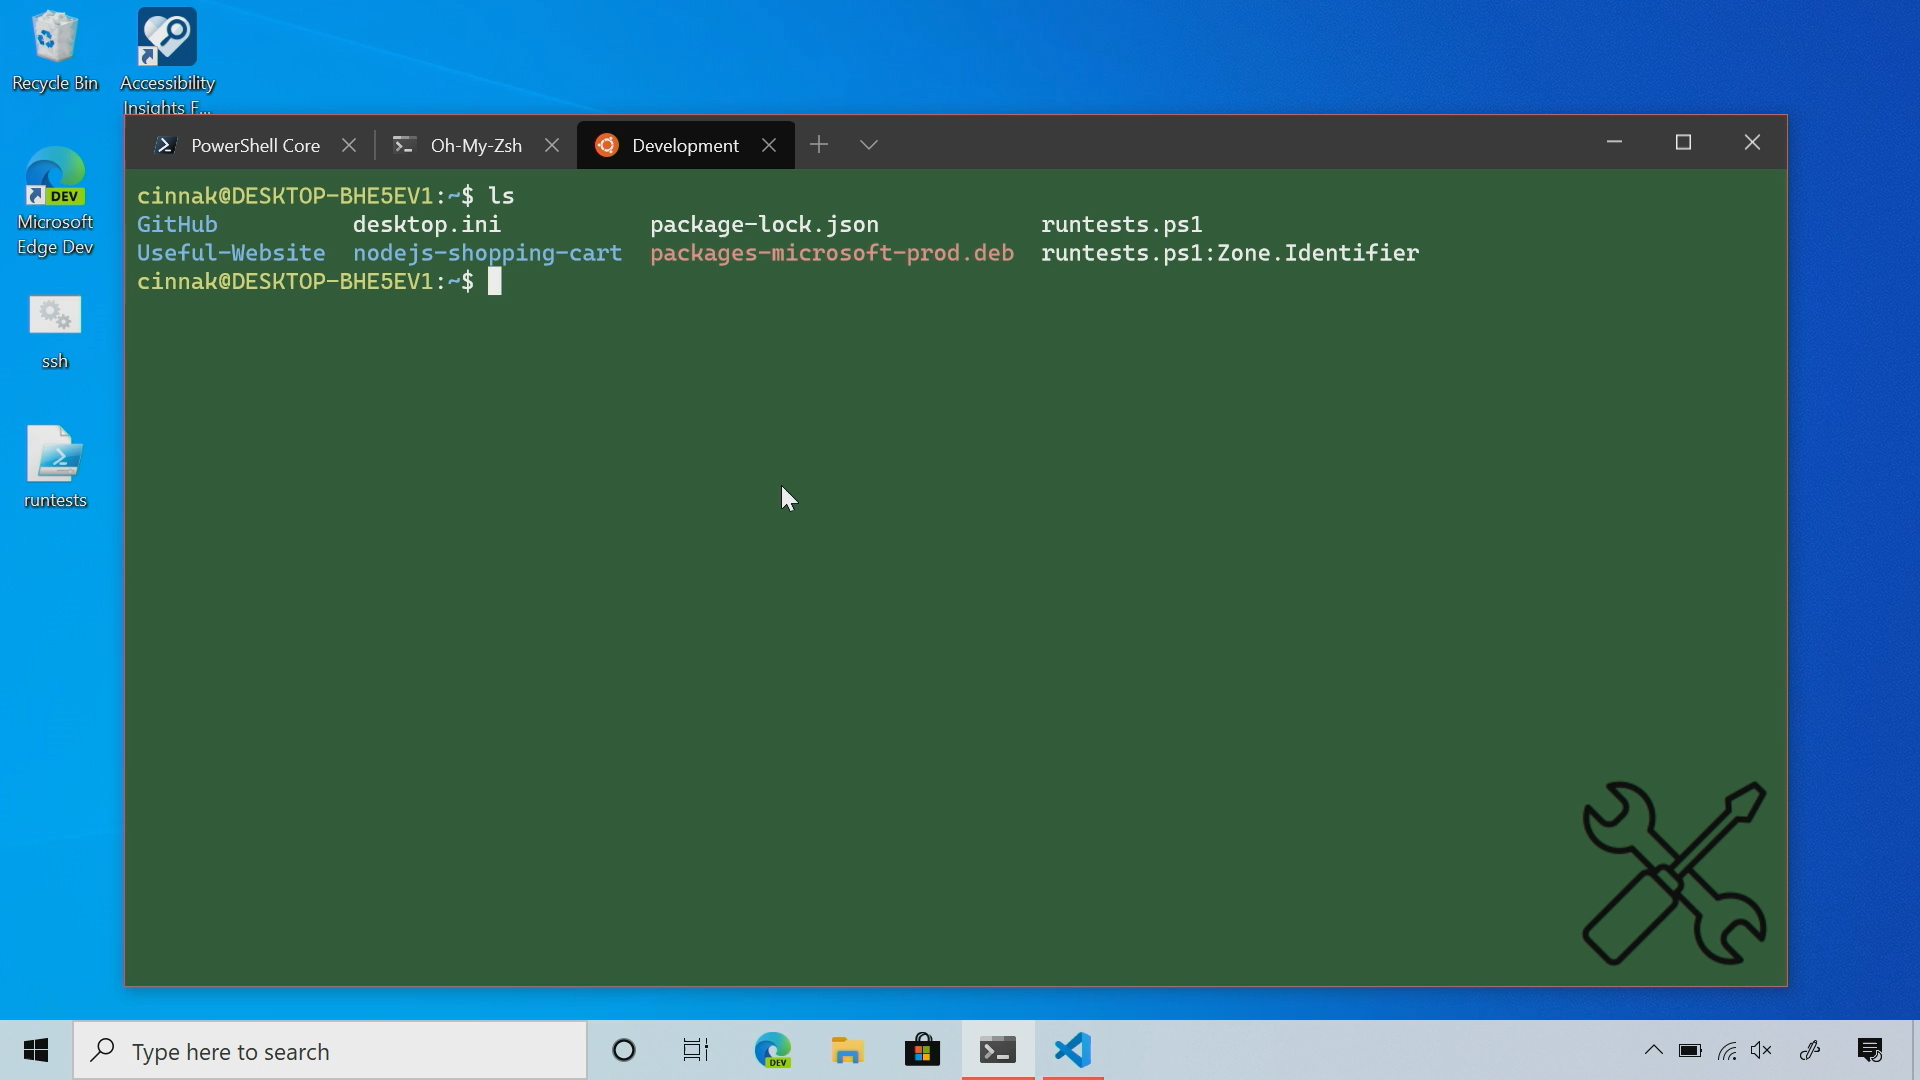 Recycle Bin
Accessibility
Insights F...
Microsoft
Edge Dev
DEV
ssh
runtests
PowerShell Core
Oh-My-Zsh
Development
cinnak@DESKTOP-BHE5EV1:~$ ls
GitHub desktop.ini package-lock.json runtests.ps1
Useful-Website nodejs-shopping-cart packages-microsoft-prod.deb runtests.ps1:Zone.Identifier
cinnak@DESKTOP-BHE5EV1:~$
Type here to search
DEV